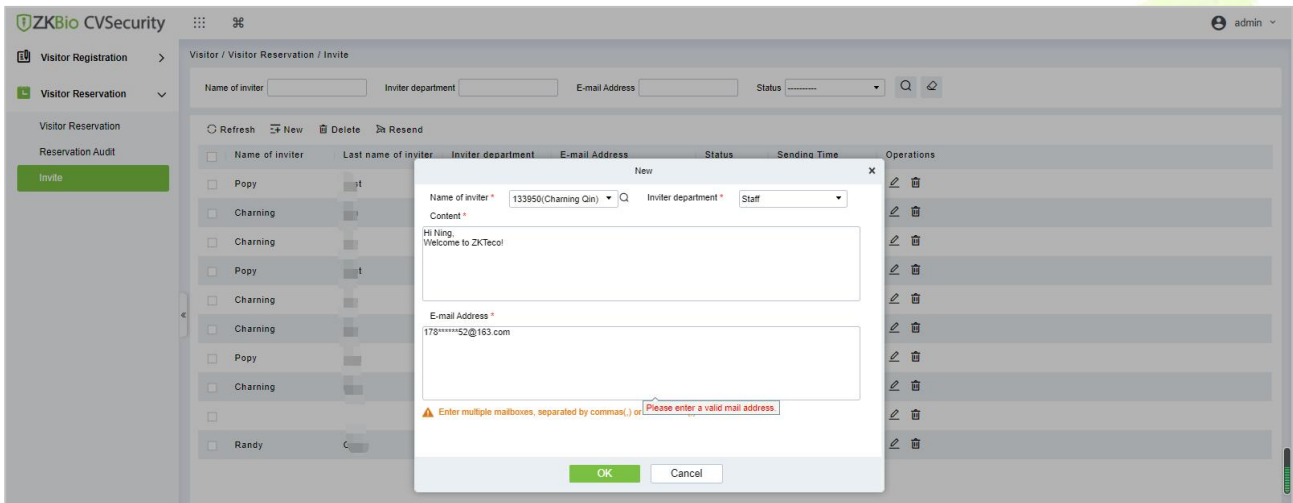 ZKBio CVSecurity
admin
Visitor Registration
Visitor Reservation
Visitor Reservation
Reservation Audit
Invite
Visitor / Visitor Reservation / Invite
Name of inviter Inviter department E-mail Address Status ----------
Refresh New Delete Resend
Name of inviter Last name of inviter Inviter department E-mail Address Status Sending Time Operations
Popy
Charning
Charning
Popy
Charning
Charning
Popy
Charning
Randy
New
Name of inviter * 133950(Charning Qin) Inviter department * Staff
Content *
Hi Ning,
Welcome to ZKTeco!
E-mail Address *
178******52@163.com
Enter multiple mailboxes, separated by commas(,) or
Please enter a valid mail address.
OK Cancel